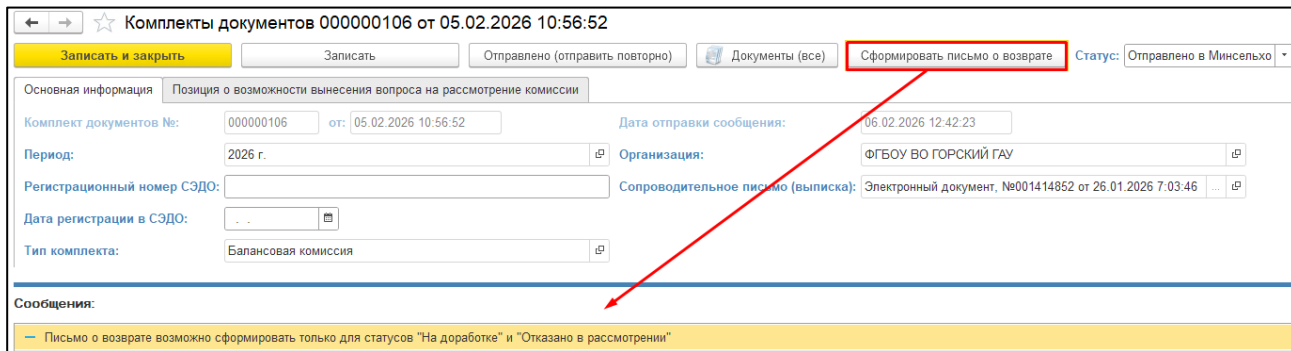 Комплекты документов 000000106 от 05.02.2026 10:56:52
Записать и закрыть Записать Отправлено (отправить повторно) Документы (все) Сформировать письмо о возврате Статус: Отправлено в Минсельхо
Основная информация Позиция о возможности вынесения вопроса на рассмотрение комиссии
Комплект документов №: 000000106 от: 05.02.2026 10:56:52 Дата отправки сообщения: 06.02.2026 12:42:23
Период: 2026 г. Организация: ФГБОУ ВО ГОРСКИЙ ГАУ
Регистрационный номер СЭДО: Сопроводительное письмо (выписка): Электронный документ, №001414852 от 26.01.2026 7:03:46 ...
Дата регистрации в СЭДО: . .
Тип комплекта: Балансовая комиссия
Сообщения:
— Письмо о возврате возможно сформировать только для статусов "На доработке" и "Отказано в рассмотрении"